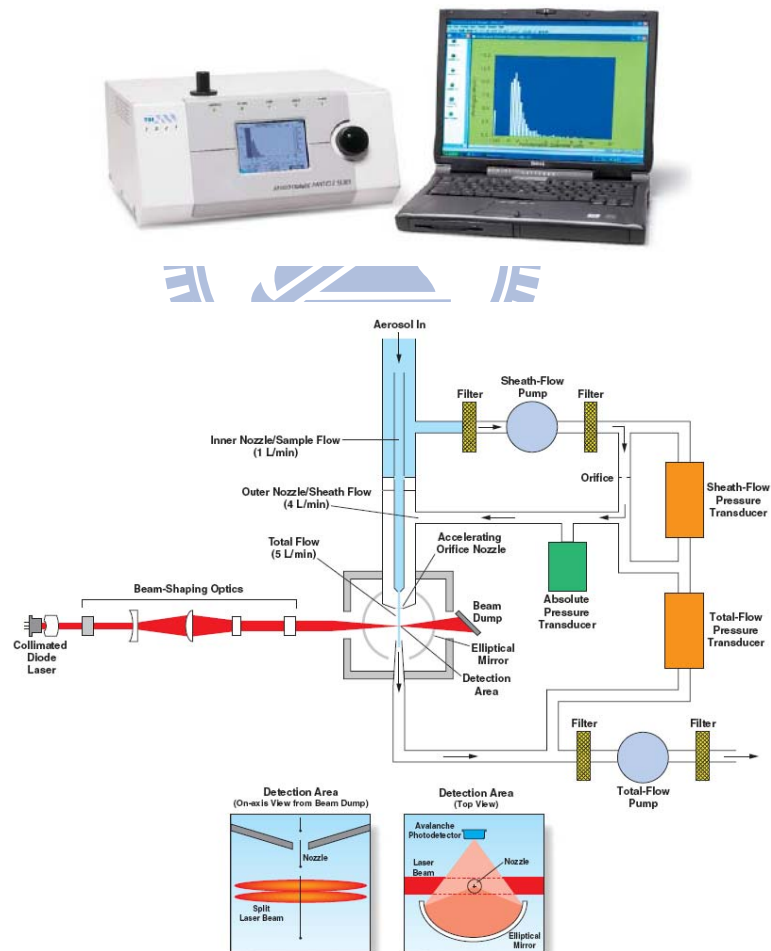 TSI
AERODYNAMIC PARTICLE SIZER
Aerosol In
Sheath-Flow
Pump
Filter
Filter
Inner Nozzle/Sample Flow
(1 L/min)
Orifice
Sheath-Flow
Pressure
Transducer
Outer Nozzle/Sheath Flow
(4 L/min)
Total Flow
(5 L/min)
Accelerating
Orifice Nozzle
Beam-Shaping Optics
Absolute
Pressure
Transducer
Beam
Dump
Total-Flow
Pressure
Transducer
Collimated
Diode
Laser
Elliptical
Mirror
Detection
Area
Filter
Filter
Total-Flow
Pump
Detection Area
(On-axis View from Beam Dump)
Nozzle
Split
Laser Beam
Detection Area
(Top View)
Avalanche
Photodetector
Laser
Beam
Nozzle
Elliptical
Mirror